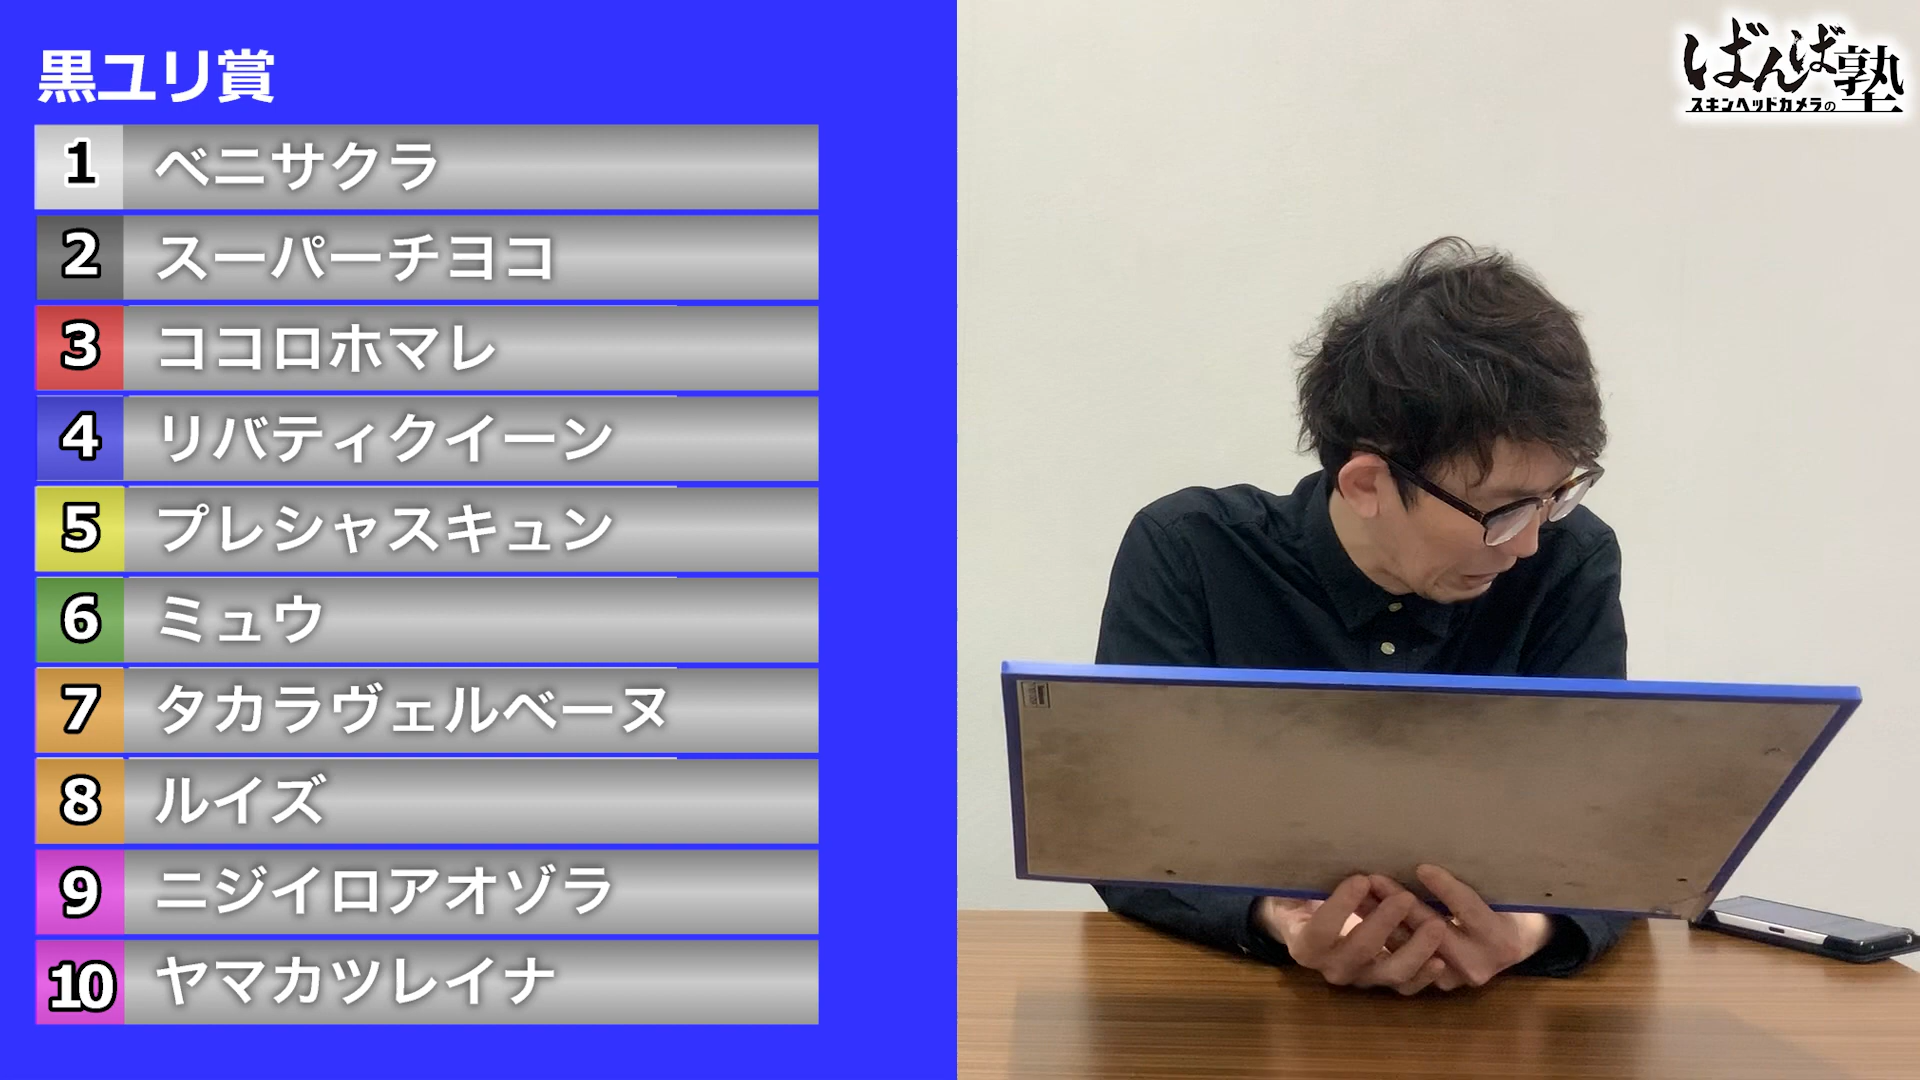 黒ユリ賞
1 ベニサクラ
2 スーパーチヨコ
3 ココロホマレ
4 リバティクイーン
5 プレシャスキュン
6 ミュウ
7 タカラヴェルベーヌ
8 ルイズ
9 ニジイロアオゾラ
10 ヤマカツレイナ
ばんば塾
スキンヘッドカメラの